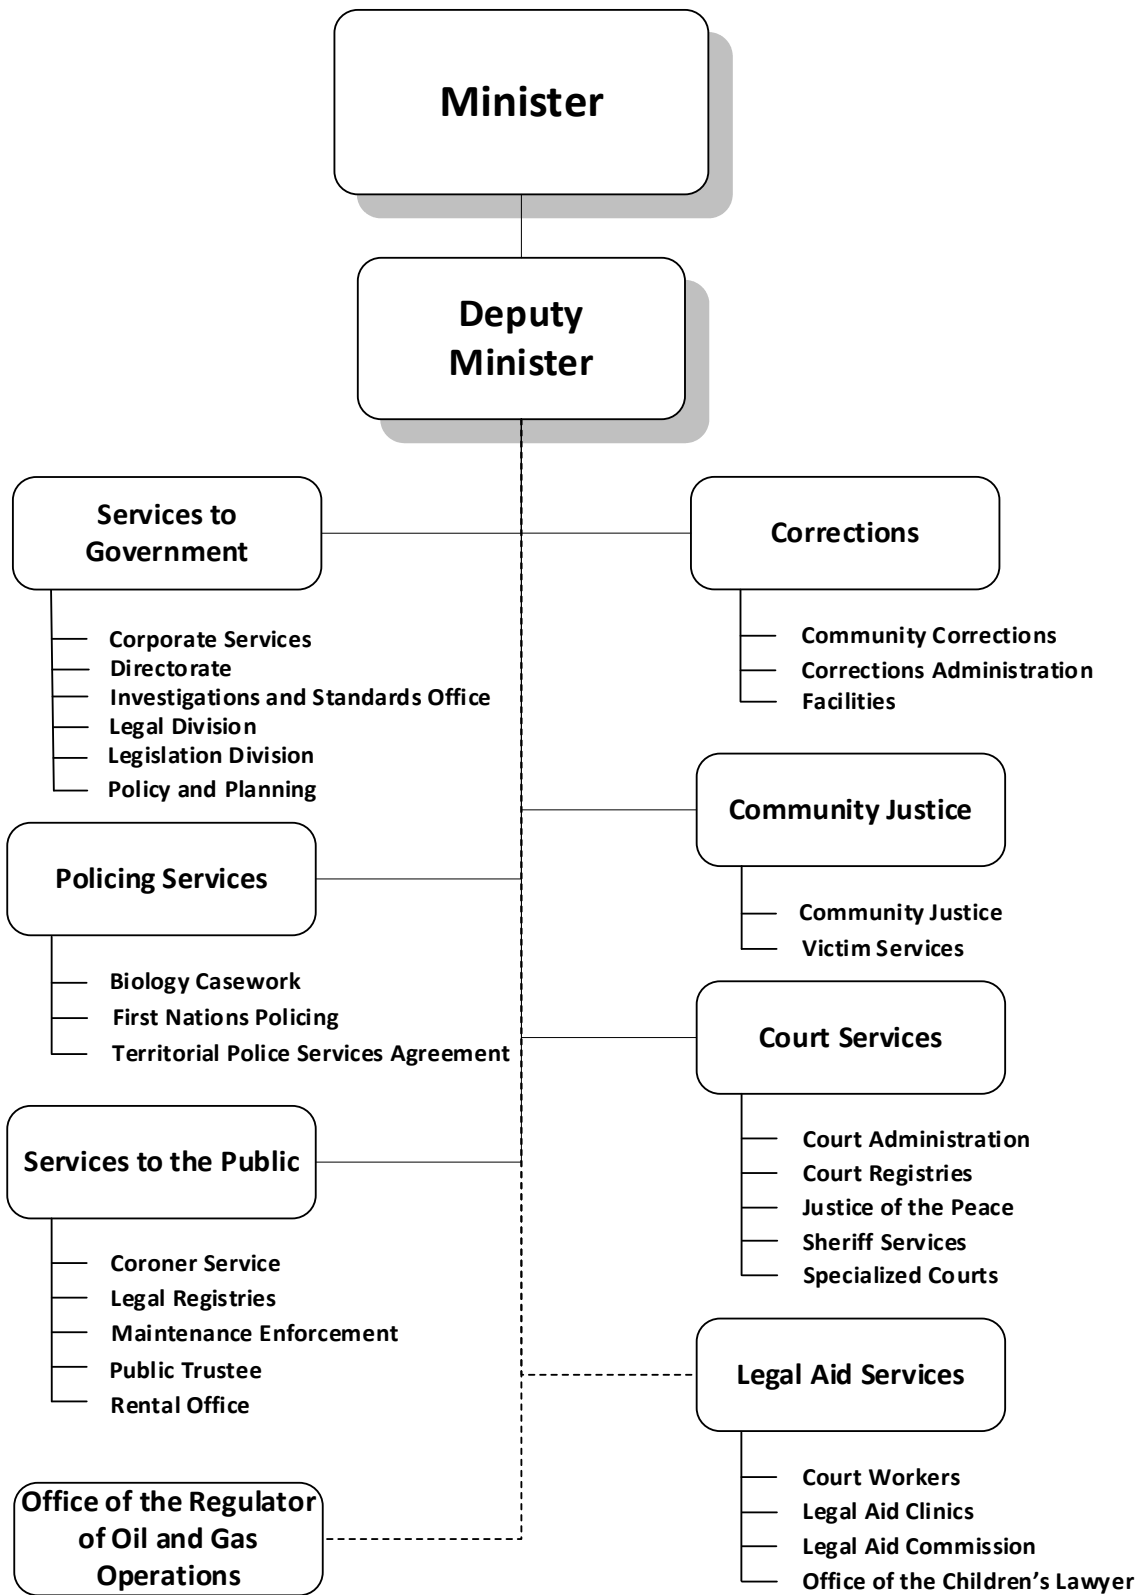 Minister
Deputy
Minister
Services to
Government
Corporate Services
Directorate
Investigations and Standards Office
Legal Division
Legislation Division
Policy and Planning
Policing Services
Biology Casework
First Nations Policing
Territorial Police Services Agreement
Services to the Public
Coroner Service
Legal Registries
Maintenance Enforcement
Public Trustee
Rental Office
Office of the Regulator
of Oil and Gas
Operations
Corrections
Community Corrections
Corrections Administration
Facilities
Community Justice
Community Justice
Victim Services
Court Services
Court Administration
Court Registries
Justice of the Peace
Sheriff Services
Specialized Courts
Legal Aid Services
Court Workers
Legal Aid Clinics
Legal Aid Commission
Office of the Children’s Lawyer